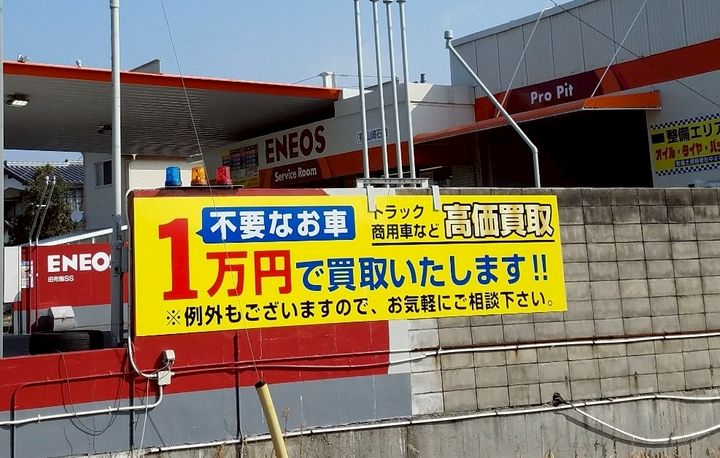 Pro Pit
ENEOS
Service Room
整備エリア
オイル・タイヤ・バッ
ENEOS
不要なお車
トラック
商用車など
高価買取
1万円で買取いたします!!
※例外もございますので、お気軽にご相談下さい。